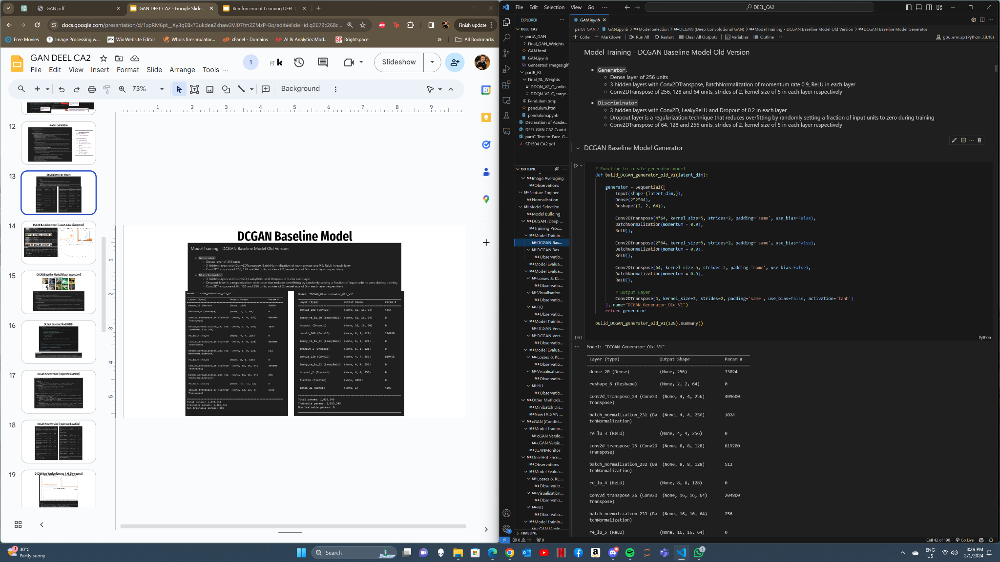 GAN.pdf
GAN DEEL CA2 - Google Slides
Reinforcement Learning DEEL C
docs.google.com/presentation/d/1xpRM6pt__Xy3gEBx73ukdeaZxhaw3VJ07fm2ZMzP-Bo/edit#slide=id.g2672c268c...
Finish update
Free Movies
Image Processing w...
Wix Website Editor
Whois firesimulator...
cPanel - Domains
AI & Analytics Mod...
Brightspace
All Bookmarks
GAN DEEL CA2
File Edit View Insert Format Slide Arrange Tools ...
1
Slideshow
73%
Background
1 2 3 4 5 6 7 8 9
12
Model Evaluation
13
DCGAN Baseline Model
14
DCGAN Baseline Model (Losses & KL Divergence)
15
DCGAN Baseline Model (Visual Inspection)
16
DCGAN Baseline Model (FID)
17
DCGAN New Version (Improved Baseline)
18
DCGAN New Version (Improved Baseline)
19
DCGAN New Version (Losses & KL Divergence)
1
2
3
4
5
DCGAN Baseline Model
Model Training - DCGAN Baseline Model Old Version
Generator
Dense layer of 256 units
3 hidden layers with Conv2DTranspose, BatchNormalization of momentum rate 0.9, ReLU in each layer
Conv2DTranspose of 256, 128 and 64 units, strides of 2, kernel size of 5 in each layer respectively
Discriminator
3 hidden layers with Conv2D, LeakyReLU and Dropout of 0.2 in each layer
Dropout layer is a regularization technique that reduces overfitting by randomly setting a fraction of input units to zero during training
Conv2DTranspose of 64, 128 and 256 units, strides of 2, kernel size of 5 in each layer respectively
Model: "DCGAN_Generator_Old_V1"
Layer (type) Output Shape Param #
dense_20 (Dense) (None, 256) 33024
reshape_6 (Reshape) (None, 2, 2, 64) 0
conv2d_transpose_24 (Conv2D (None, 4, 4, 256) 409600
Transpose)
batch_normalization_231 (Ba (None, 4, 4, 256) 1024
tchNormalization)
re_lu_3 (ReLU) (None, 4, 4, 256) 0
conv2d_transpose_25 (Conv2D (None, 8, 8, 128) 819200
Transpose)
batch_normalization_232 (Ba (None, 8, 8, 128) 512
tchNormalization)
re_lu_4 (ReLU) (None, 8, 8, 128) 0
conv2d_transpose_26 (Conv2D (None, 16, 16, 64) 204800
Transpose)
batch_normalization_233 (Ba (None, 16, 16, 64) 256
tchNormalization)
re_lu_5 (ReLU) (None, 16, 16, 64) 0
conv2d_transpose_27 (Conv2D (None, 32, 32, 3) 1728
Transpose)
Total params: 1,470,144
Trainable params: 1,469,248
Non-trainable params: 896
Model: "DCGAN_Discriminator_Old_V1"
Layer (type) Output Shape Param #
conv2d_208 (Conv2D) (None, 16, 16, 64) 4864
leaky_re_lu_20 (LeakyReLU) (None, 16, 16, 64) 0
dropout (Dropout) (None, 16, 16, 64) 0
conv2d_209 (Conv2D) (None, 8, 8, 128) 204928
leaky_re_lu_21 (LeakyReLU) (None, 8, 8, 128) 0
dropout_1 (Dropout) (None, 8, 8, 128) 0
conv2d_210 (Conv2D) (None, 4, 4, 256) 819456
leaky_re_lu_22 (LeakyReLU) (None, 4, 4, 256) 0
dropout_2 (Dropout) (None, 4, 4, 256) 0
flatten (Flatten) (None, 4096) 0
dense_21 (Dense) (None, 1) 4097
Total params: 1,033,345
Trainable params: 1,033,345
Non-trainable params: 0
File Edit Selection View Go ...
DEEL_CA2
EXPLORER
DEEL_CA2
partA_GAN
Final_GAN_Weights
GAN.html
GAN.ipynb
Generated_Images.gif
partB_RL
Final_RL_Weights
DDQN_V2_Q_onlin...
DDQN_V2_Q_targe...
Pendulum.bmp
pendulum.html
pendulum.ipynb
Declaration of Acade...
DEEL GAN CA2 Contri...
partC Text-to-Face_G...
ST1504 CA2.pdf
OUTLINE
Image Averaging
Observations
Feature Enginee...
Normalisation
Model Selection
Model Building
DCGAN (Deep ...
Training Proc...
Model Trainin...
DCGAN Bas...
DCGAN Bas...
Observatio...
Model Evalua...
Model Evalua...
Losses & KL ...
Observatio...
Visualisation...
Observatio...
FID
Observatio...
Model Trainin...
DCGAN Vers...
DCGAN Vers...
Observatio...
Model Evalua...
Losses & KL ...
Observatio...
Visualisation...
Observatio...
FID
Observatio...
Other Methods...
Minibatch Dis...
New DCGAN ...
cGAN (Conditi...
Model Trainin...
cGAN Versio...
cGAN Versio...
cGANMonitor
One-Hot Enco...
Observations
Model Evalua...
Losses & KL ...
Observatio...
Visualisation...
Observatio...
FID
Observatio...
Model Trainin...
cGAN Versio...
TIMELINE
GAN.ipynb
partA_GAN > GAN.ipynb > Model Selection > DCGAN (Deep Convolutional GAN) > Model Training - DCGAN Baseline Model Old Version > DCGAN Baseline Model Generator
+ Code + Markdown Run All Restart Clear All Outputs Variables Outline ...
gpu_env_sp (Python 3.8.18)
Model Training - DCGAN Baseline Model Old Version
Generator:
Dense layer of 256 units
3 hidden layers with Conv2DTranspose, BatchNormalization of momentum rate 0.9, ReLU in each layer
Conv2DTranspose of 256, 128 and 64 units, strides of 2, kernel size of 5 in each layer respectively
Discriminator
3 hidden layers with Conv2D, LeakyReLU and Dropout of 0.2 in each layer
Dropout layer is a regularization technique that reduces overfitting by randomly setting a fraction of input units to zero during training
Conv2DTranspose of 64, 128 and 256 units, strides of 2, kernel size of 5 in each layer respectively
DCGAN Baseline Model Generator
# Function to create generator model
def build_DCGAN_generator_old_V1(latent_dim):
generator = Sequential([
Input(shape=(latent_dim,)),
Dense(2*2*64),
Reshape((2, 2, 64)),
Conv2DTranspose(4*64, kernel_size=5, strides=2, padding='same', use_bias=False),
BatchNormalization(momentum = 0.9),
ReLU(),
Conv2DTranspose(2*64, kernel_size=5, strides=2, padding='same', use_bias=False),
BatchNormalization(momentum = 0.9),
ReLU(),
Conv2DTranspose(64, kernel_size=5, strides=2, padding='same', use_bias=False),
BatchNormalization(momentum = 0.9),
ReLU(),
# Output Layer
Conv2DTranspose(3, kernel_size=3, strides=2, padding='same', use_bias=False, activation='tanh')
], name="DCGAN_Generator_Old_V1")
return generator
build_DCGAN_generator_old_V1(128).summary()
[70]
Python
Model: "DCGAN_Generator_Old_V1"
Layer (type) Output Shape Param #
dense_20 (Dense) (None, 256) 33024
reshape_6 (Reshape) (None, 2, 2, 64) 0
conv2d_transpose_24 (Conv2D (None, 4, 4, 256) 409600
Transpose)
batch_normalization_231 (Ba (None, 4, 4, 256) 1024
tchNormalization)
re_lu_3 (ReLU) (None, 4, 4, 256) 0
conv2d_transpose_25 (Conv2D (None, 8, 8, 128) 819200
Transpose)
batch_normalization_232 (Ba (None, 8, 8, 128) 512
tchNormalization)
re_lu_4 (ReLU) (None, 8, 8, 128) 0
conv2d_transpose_26 (Conv2D (None, 16, 16, 64) 204800
Transpose)
batch_normalization_233 (Ba (None, 16, 16, 64) 256
tchNormalization)
re_lu_5 (ReLU) (None, 16, 16, 64) 0
0 11 0
Cell 42 of 198
Go Live
30°C
Partly sunny
Search
ENG
US
8:29 PM
2/1/2024